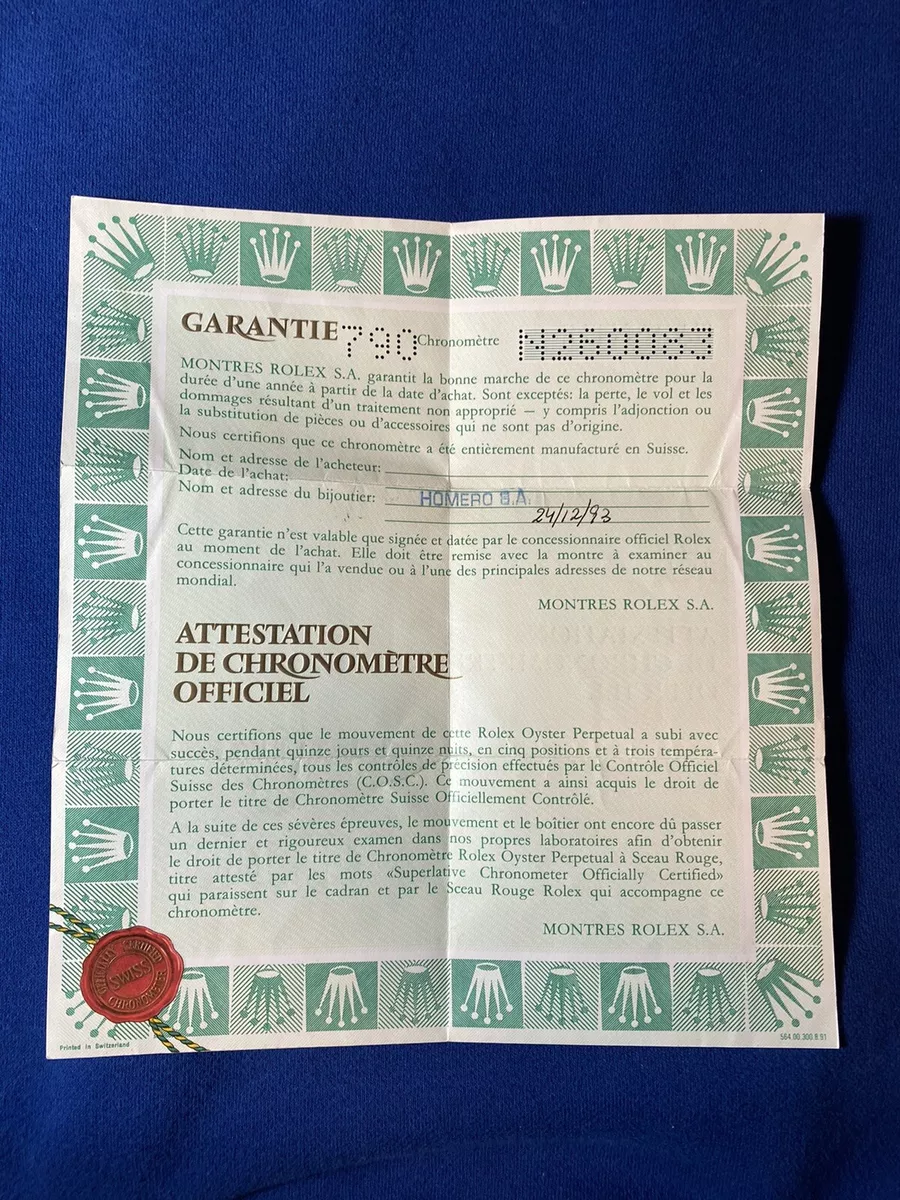 GARANTIE 790 Chronomètre N260083
MONTRES ROLEX S.A. garantit la bonne marche de ce chronomètre pour la
durée d'une année à partir de la date d'achat. Sont exceptés: la perte, le vol et les
dommages résultant d'un traitement non approprié — y compris l'adjonction ou
la substitution de pièces ou d'accessoires qui ne sont pas d'origine.
Nous certifions que ce chronomètre a été entièrement manufacturé en Suisse.
Nom et adresse de l'acheteur:
Date de l'achat:
Nom et adresse du bijoutier: HOMERO S.A.
24/12/93
Cette garantie n'est valable que signée et datée par le concessionnaire officiel Rolex
au moment de l'achat. Elle doit être remise avec la montre à examiner au
concessionnaire qui l'a vendue ou à l'une des principales adresses de notre réseau
mondial.
MONTRES ROLEX S.A.
ATTESTATION
DE CHRONOMÈTRE
OFFICIEL
Nous certifions que le mouvement de cette Rolex Oyster Perpetual a subi avec
succès, pendant quinze jours et quinze nuits, en cinq positions et à trois tempéra-
tures déterminées, tous les contrôles de précision effectués par le Contrôle Officiel
Suisse des Chronomètres (C.O.S.C.). Ce mouvement a ainsi acquis le droit de
porter le titre de Chronomètre Suisse Officiellement Contrôlé.
A la suite de ces sévères épreuves, le mouvement et le boîtier ont encore dû passer
un dernier et rigoureux examen dans nos propres laboratoires afin d'obtenir
le droit de porter le titre de Chronomètre Rolex Oyster Perpetual à Sceau Rouge,
titre attesté par les mots «Superlative Chronometer Officially Certified»
qui paraissent sur le cadran et par le Sceau Rouge Rolex qui accompagne ce
chronomètre.
MONTRES ROLEX S.A.
OFFICIALLY CERTIFIED
SWISS
CHRONOMETER
Printed in Switzerland
564.00.300.8.91